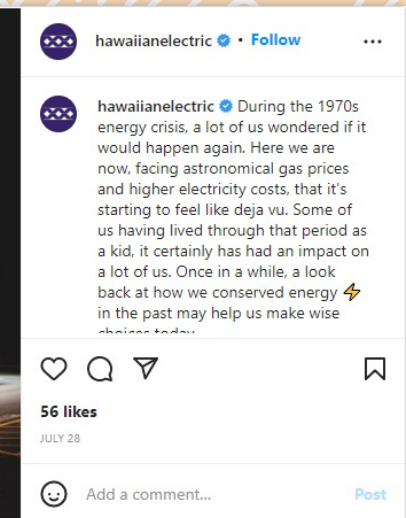 hawaiianelectric • Follow
hawaiianelectric During the 1970s
energy crisis, a lot of us wondered if it
would happen again. Here we are
now, facing astronomical gas prices
and higher electricity costs, that it's
starting to feel like deja vu. Some of
us having lived through that period as
a kid, it certainly has had an impact on
a lot of us. Once in a while, a look
back at how we conserved energy ⚡
in the past may help us make wise
choices today
56 likes
JULY 28
Add a comment...
Post